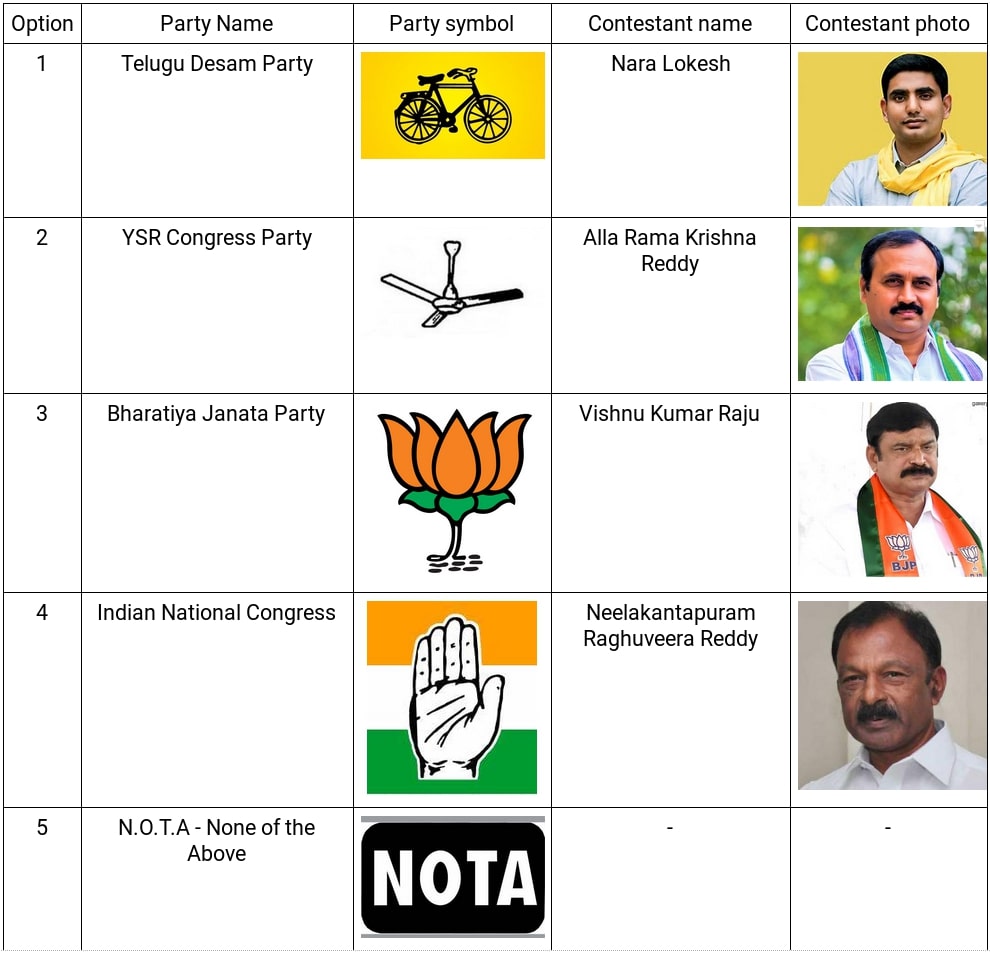 Option Party Name Party symbol Contestant name Contestant photo
1 Telugu Desam Party Nara Lokesh
2 YSR Congress Party Alla Rama Krishna
Reddy
3 Bharatiya Janata Party Vishnu Kumar Raju
BJP
4 Indian National Congress Neelakantapuram
Raghuveera Reddy
5 N.O.T.A - None of the - -
Above
NOTA